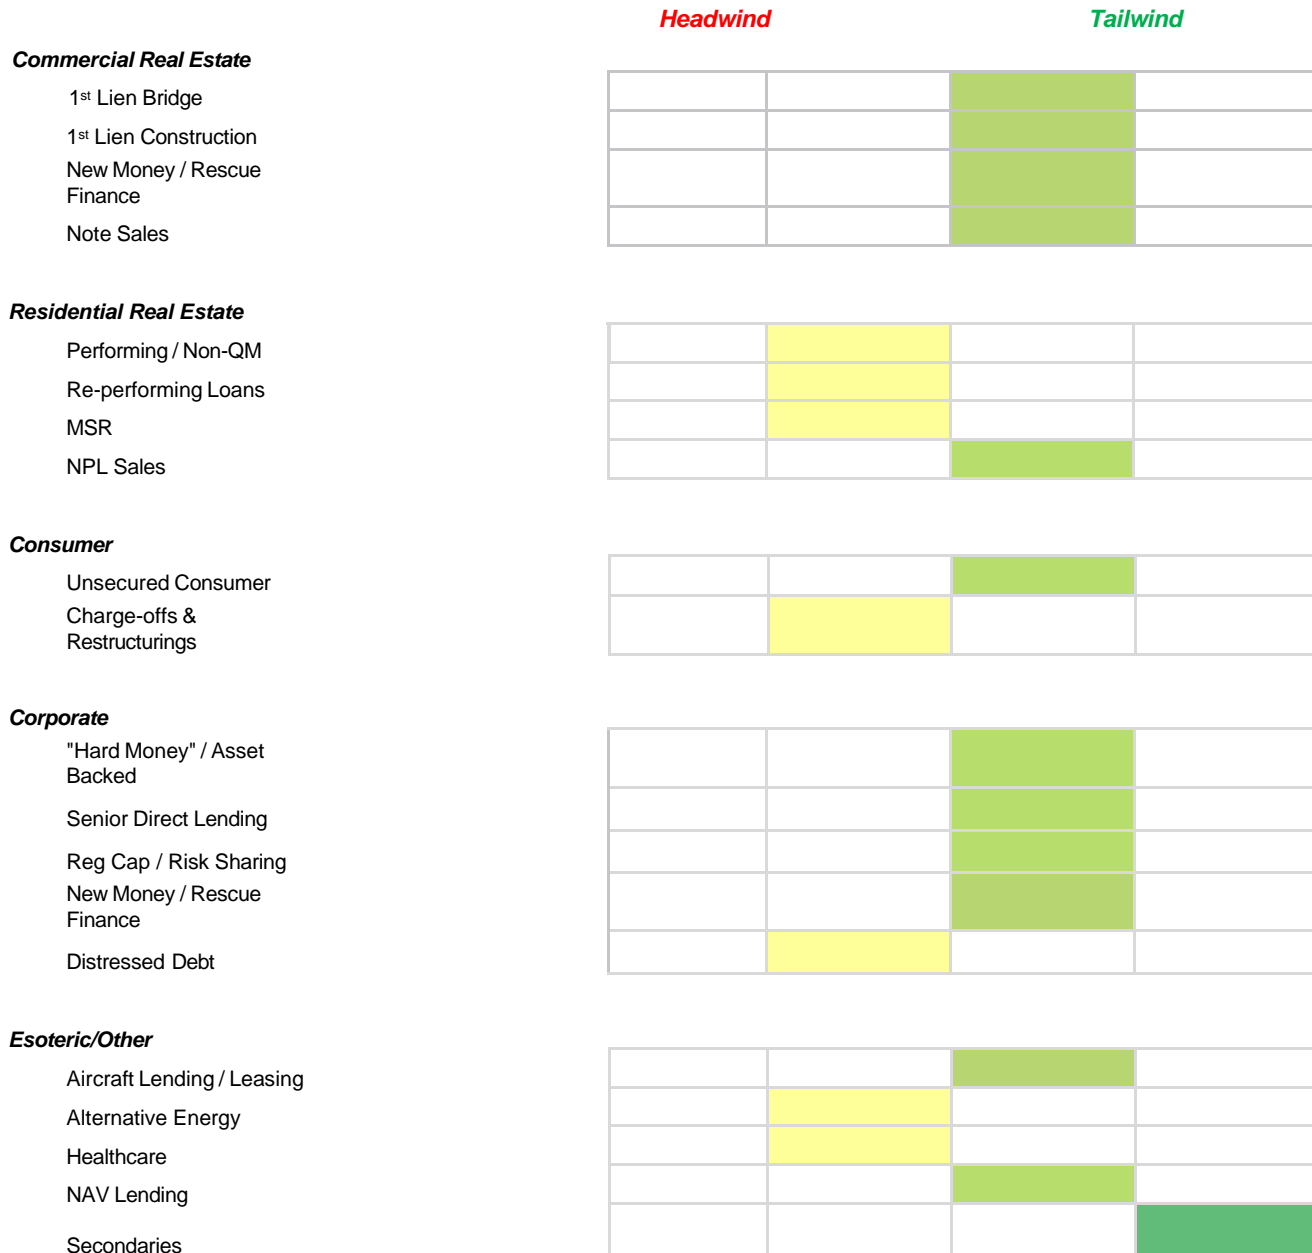 Headwind Tailwind
Commercial Real Estate
1st Lien Bridge
1st Lien Construction
New Money / Rescue
Finance
Note Sales
Residential Real Estate
Performing / Non-QM
Re-performing Loans
MSR
NPL Sales
Consumer
Unsecured Consumer
Charge-offs &
Restructurings
Corporate
"Hard Money" / Asset
Backed
Senior Direct Lending
Reg Cap / Risk Sharing
New Money / Rescue
Finance
Distressed Debt
Esoteric/Other
Aircraft Lending / Leasing
Alternative Energy
Healthcare
NAV Lending
Secondaries